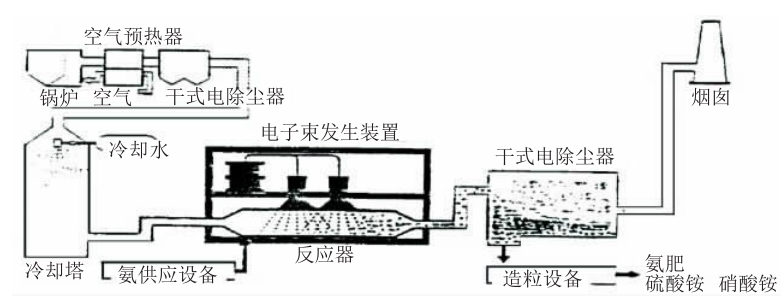 空气预热器
锅炉 空气 干式电除尘器
烟囱
电子束发生装置
冷却水
干式电除尘器
反应器
冷却塔
氨供应设备
造粒设备
氨肥
硫酸铵 硝酸铵